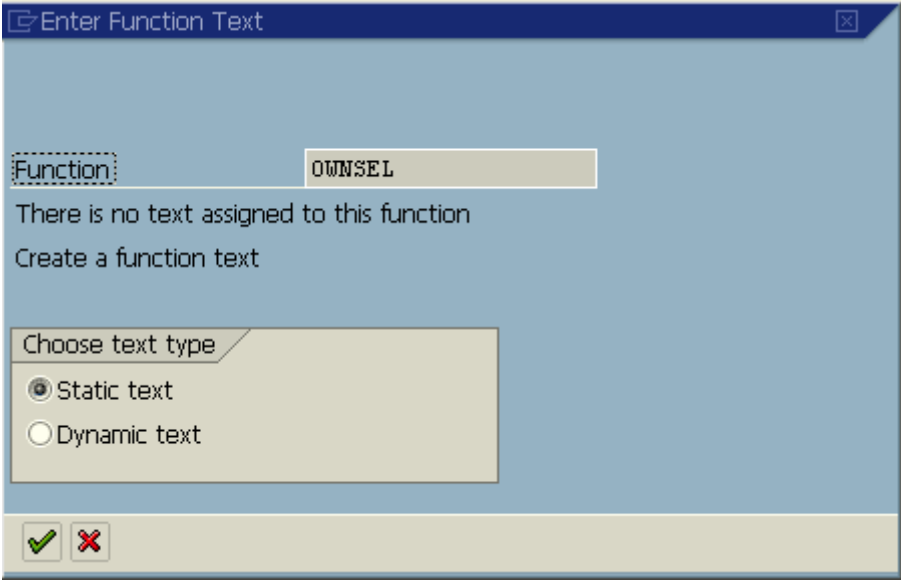 Enter Function Text
Function OWNSEL
There is no text assigned to this function
Create a function text
Choose text type
Static text
Dynamic text